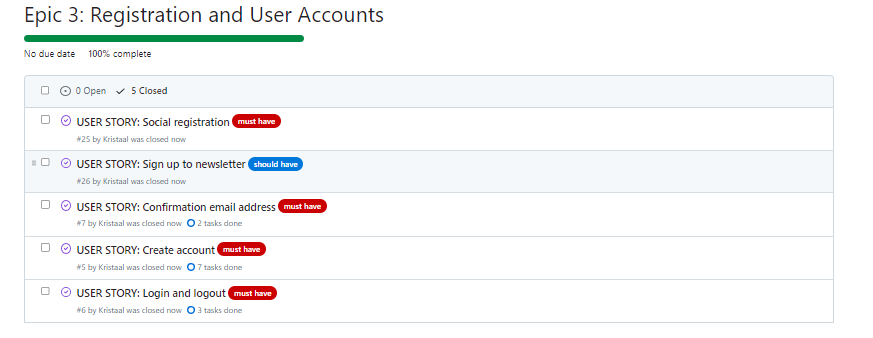 Epic 3: Registration and User Accounts
No due date 100% complete
0 Open 5 Closed
USER STORY: Social registration must have
#25 by Kristaal was closed now
USER STORY: Sign up to newsletter should have
#26 by Kristaal was closed now
USER STORY: Confirmation email address must have
#7 by Kristaal was closed now 2 tasks done
USER STORY: Create account must have
#5 by Kristaal was closed now 7 tasks done
USER STORY: Login and logout must have
#6 by Kristaal was closed now 3 tasks done